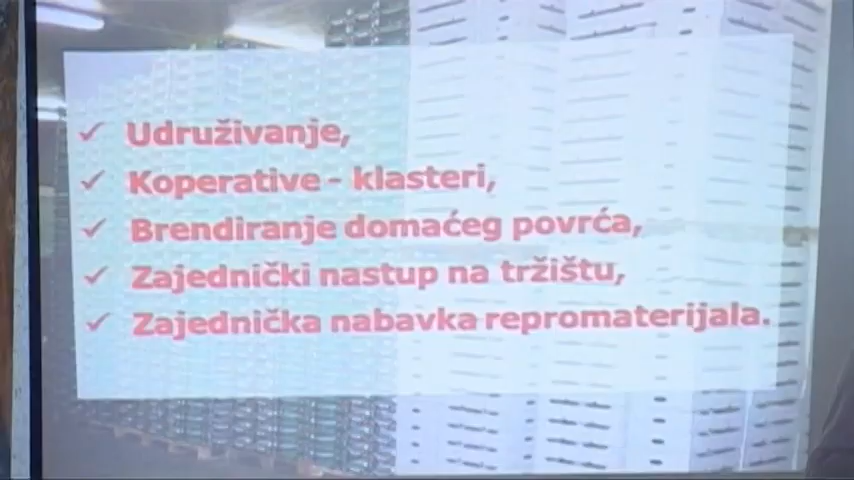 ✓ Udruživanje,
✓ Koperative - klasteri,
✓ Brendiranje domaćeg povrća,
✓ Zajednički nastup na tržištu,
✓ Zajednička nabavka repromaterijala.